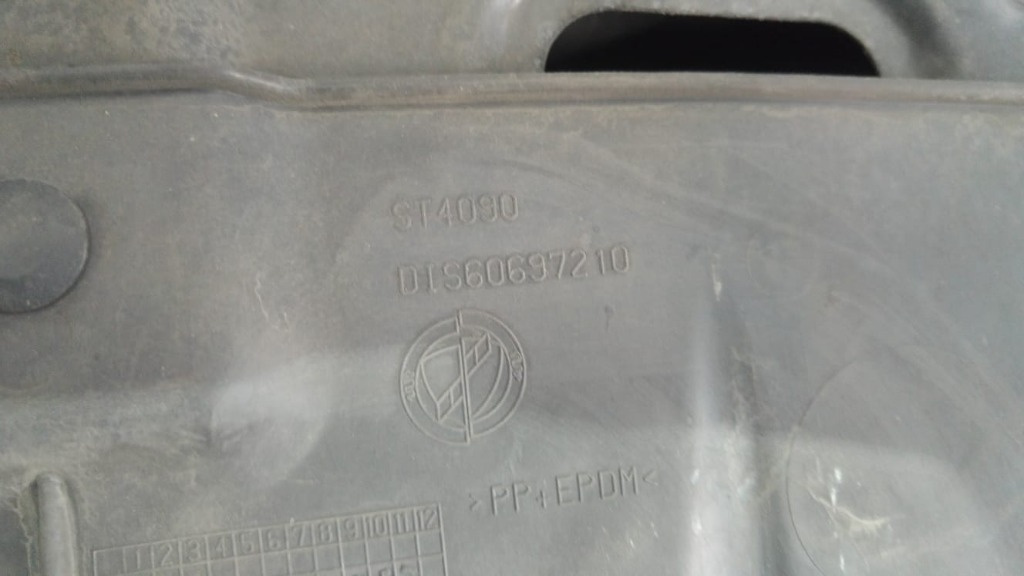 ST4090
DIS60697210
>PP+EPDM<
1 2 3 4 5 6 7 8 9 10 11 12